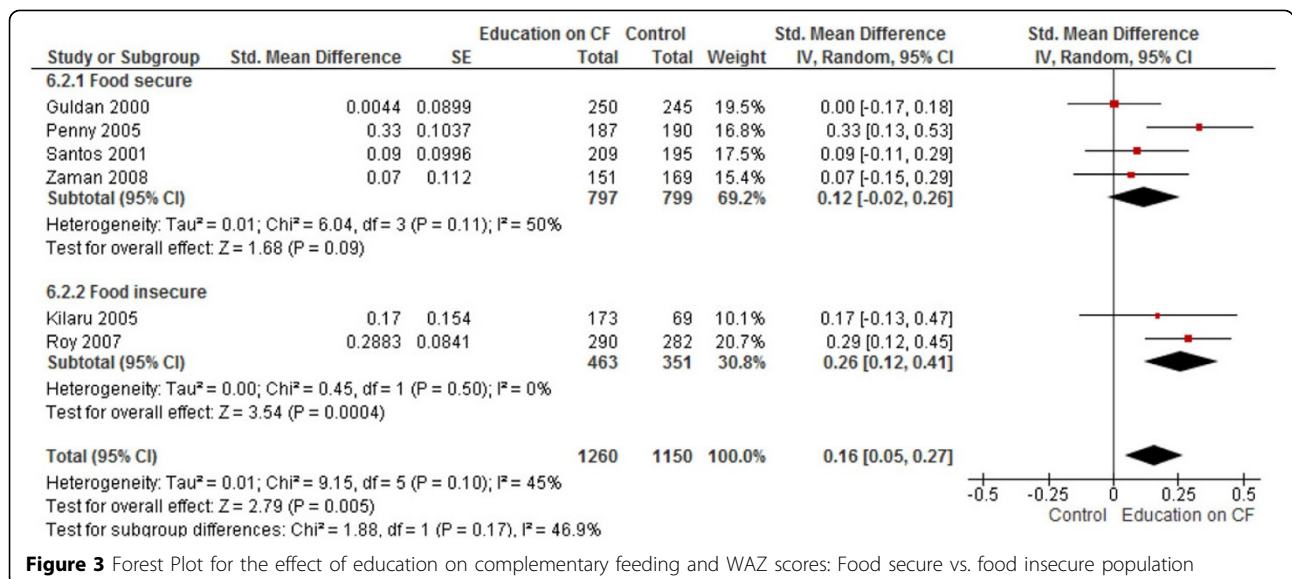 Education on CF Control Std. Mean Difference Std. Mean Difference
Study or Subgroup Std. Mean Difference SE Total Total Weight IV, Random, 95% CI IV, Random, 95% CI
6.2.1 Food secure
Guldan 2000 0.0044 0.0899 250 245 19.5% 0.00 [-0.17, 0.18]
Penny 2005 0.33 0.1037 187 190 16.8% 0.33 [0.13, 0.53]
Santos 2001 0.09 0.0996 209 195 17.5% 0.09 [-0.11, 0.29]
Zaman 2008 0.07 0.112 151 169 15.4% 0.07 [-0.15, 0.29]
Subtotal (95% CI) 797 799 69.2% 0.12 [-0.02, 0.26]
Heterogeneity: Tau² = 0.01; Chi² = 6.04, df = 3 (P = 0.11); I² = 50%
Test for overall effect: Z = 1.68 (P = 0.09)
6.2.2 Food insecure
Kilaru 2005 0.17 0.154 173 69 10.1% 0.17 [-0.13, 0.47]
Roy 2007 0.2883 0.0841 290 282 20.7% 0.29 [0.12, 0.45]
Subtotal (95% CI) 463 351 30.8% 0.26 [0.12, 0.41]
Heterogeneity: Tau² = 0.00; Chi² = 0.45, df = 1 (P = 0.50); I² = 0%
Test for overall effect: Z = 3.54 (P = 0.0004)
Total (95% CI) 1260 1150 100.0% 0.16 [0.05, 0.27]
Heterogeneity: Tau² = 0.01; Chi² = 9.15, df = 5 (P = 0.10); I² = 45%
Test for overall effect: Z = 2.79 (P = 0.005)
Test for subgroup differences: Chi² = 1.88, df = 1 (P = 0.17), I² = 46.9%
-0.5 -0.25 0 0.25 0.5
Control Education on CF
Figure 3 Forest Plot for the effect of education on complementary feeding and WAZ scores: Food secure vs. food insecure population